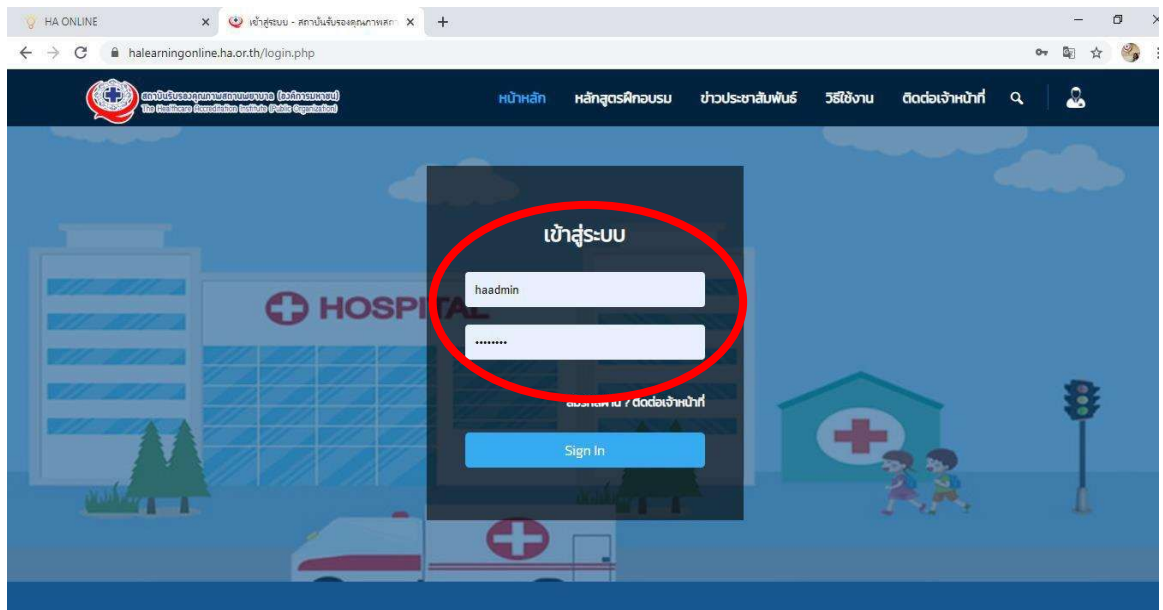 HA ONLINE
เข้าสู่ระบบ - สถาบันรับรองคุณภาพสถา
halearningonline.ha.or.th/login.php
สถาบันรับรองคุณภาพสถานพยาบาล (องค์การมหาชน)
The Healthcare Accreditation Institute (Public Organization)
หน้าหลัก หลักสูตรฝึกอบรม ข่าวประชาสัมพันธ์ วิธีใช้งาน ติดต่อเจ้าหน้าที่
เข้าสู่ระบบ
haadmin
HOSPITAL
••••••••
? ติดต่อเจ้าหน้าที่
Sign In